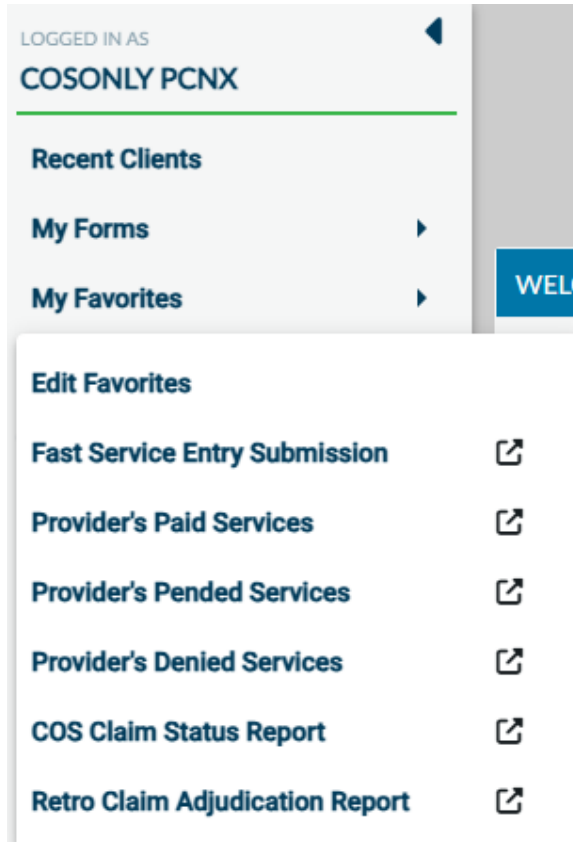 LOGGED IN AS
COSONLY PCNX
Recent Clients
My Forms
My Favorites
Edit Favorites
Fast Service Entry Submission
Provider's Paid Services
Provider's Pended Services
Provider's Denied Services
COS Claim Status Report
Retro Claim Adjudication Report